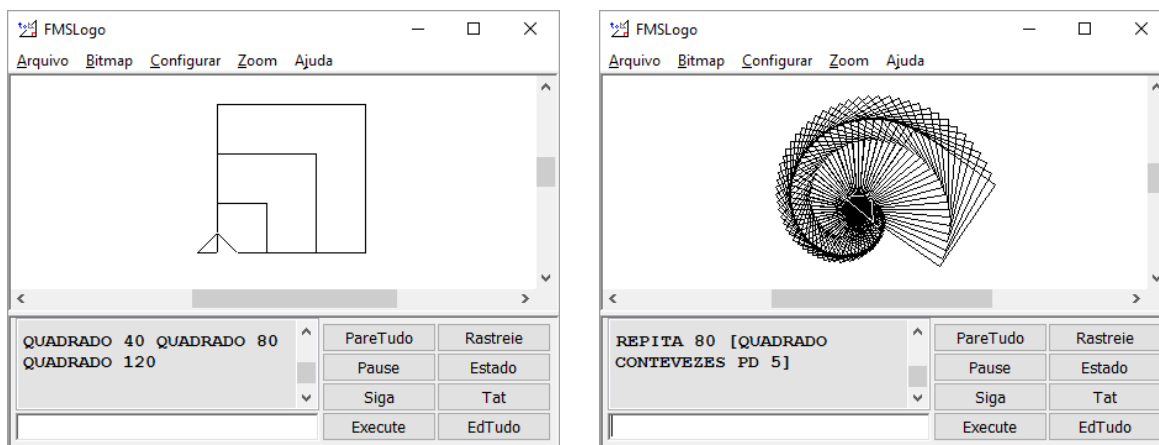 FMSLogo
Arquivo Bitmap Configurar Zoom Ajuda
QUADRADO 40 QUADRADO 80
QUADRADO 120
PareTudo Rastreie
Pause Estado
Siga Tat
Execute EdTudo
FMSLogo
Arquivo Bitmap Configurar Zoom Ajuda
REPITA 80 [QUADRADO
CONTEVEZES PD 5]
PareTudo Rastreie
Pause Estado
Siga Tat
Execute EdTudo